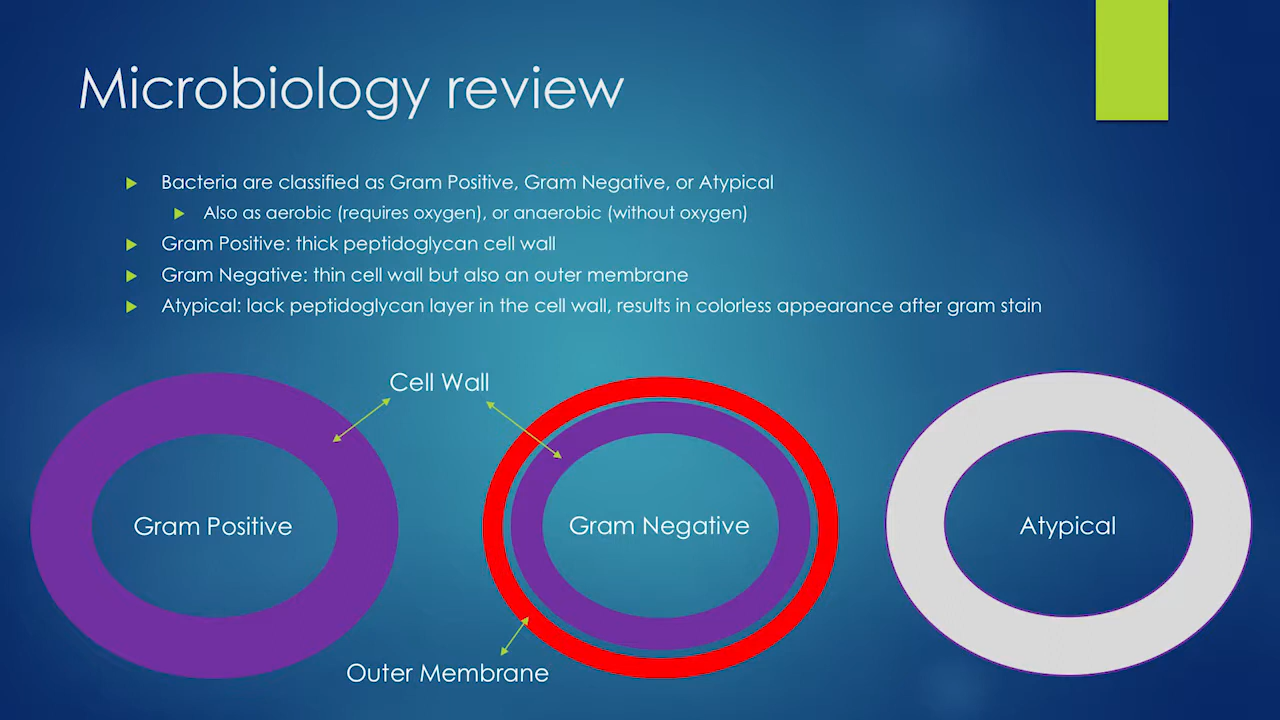 Microbiology review
Bacteria are classified as Gram Positive, Gram Negative, or Atypical
Also as aerobic (requires oxygen), or anaerobic (without oxygen)
Gram Positive: thick peptidoglycan cell wall
Gram Negative: thin cell wall but also an outer membrane
Atypical: lack peptidoglycan layer in the cell wall, results in colorless appearance after gram stain
Cell Wall
Gram Positive
Gram Negative
Atypical
Outer Membrane